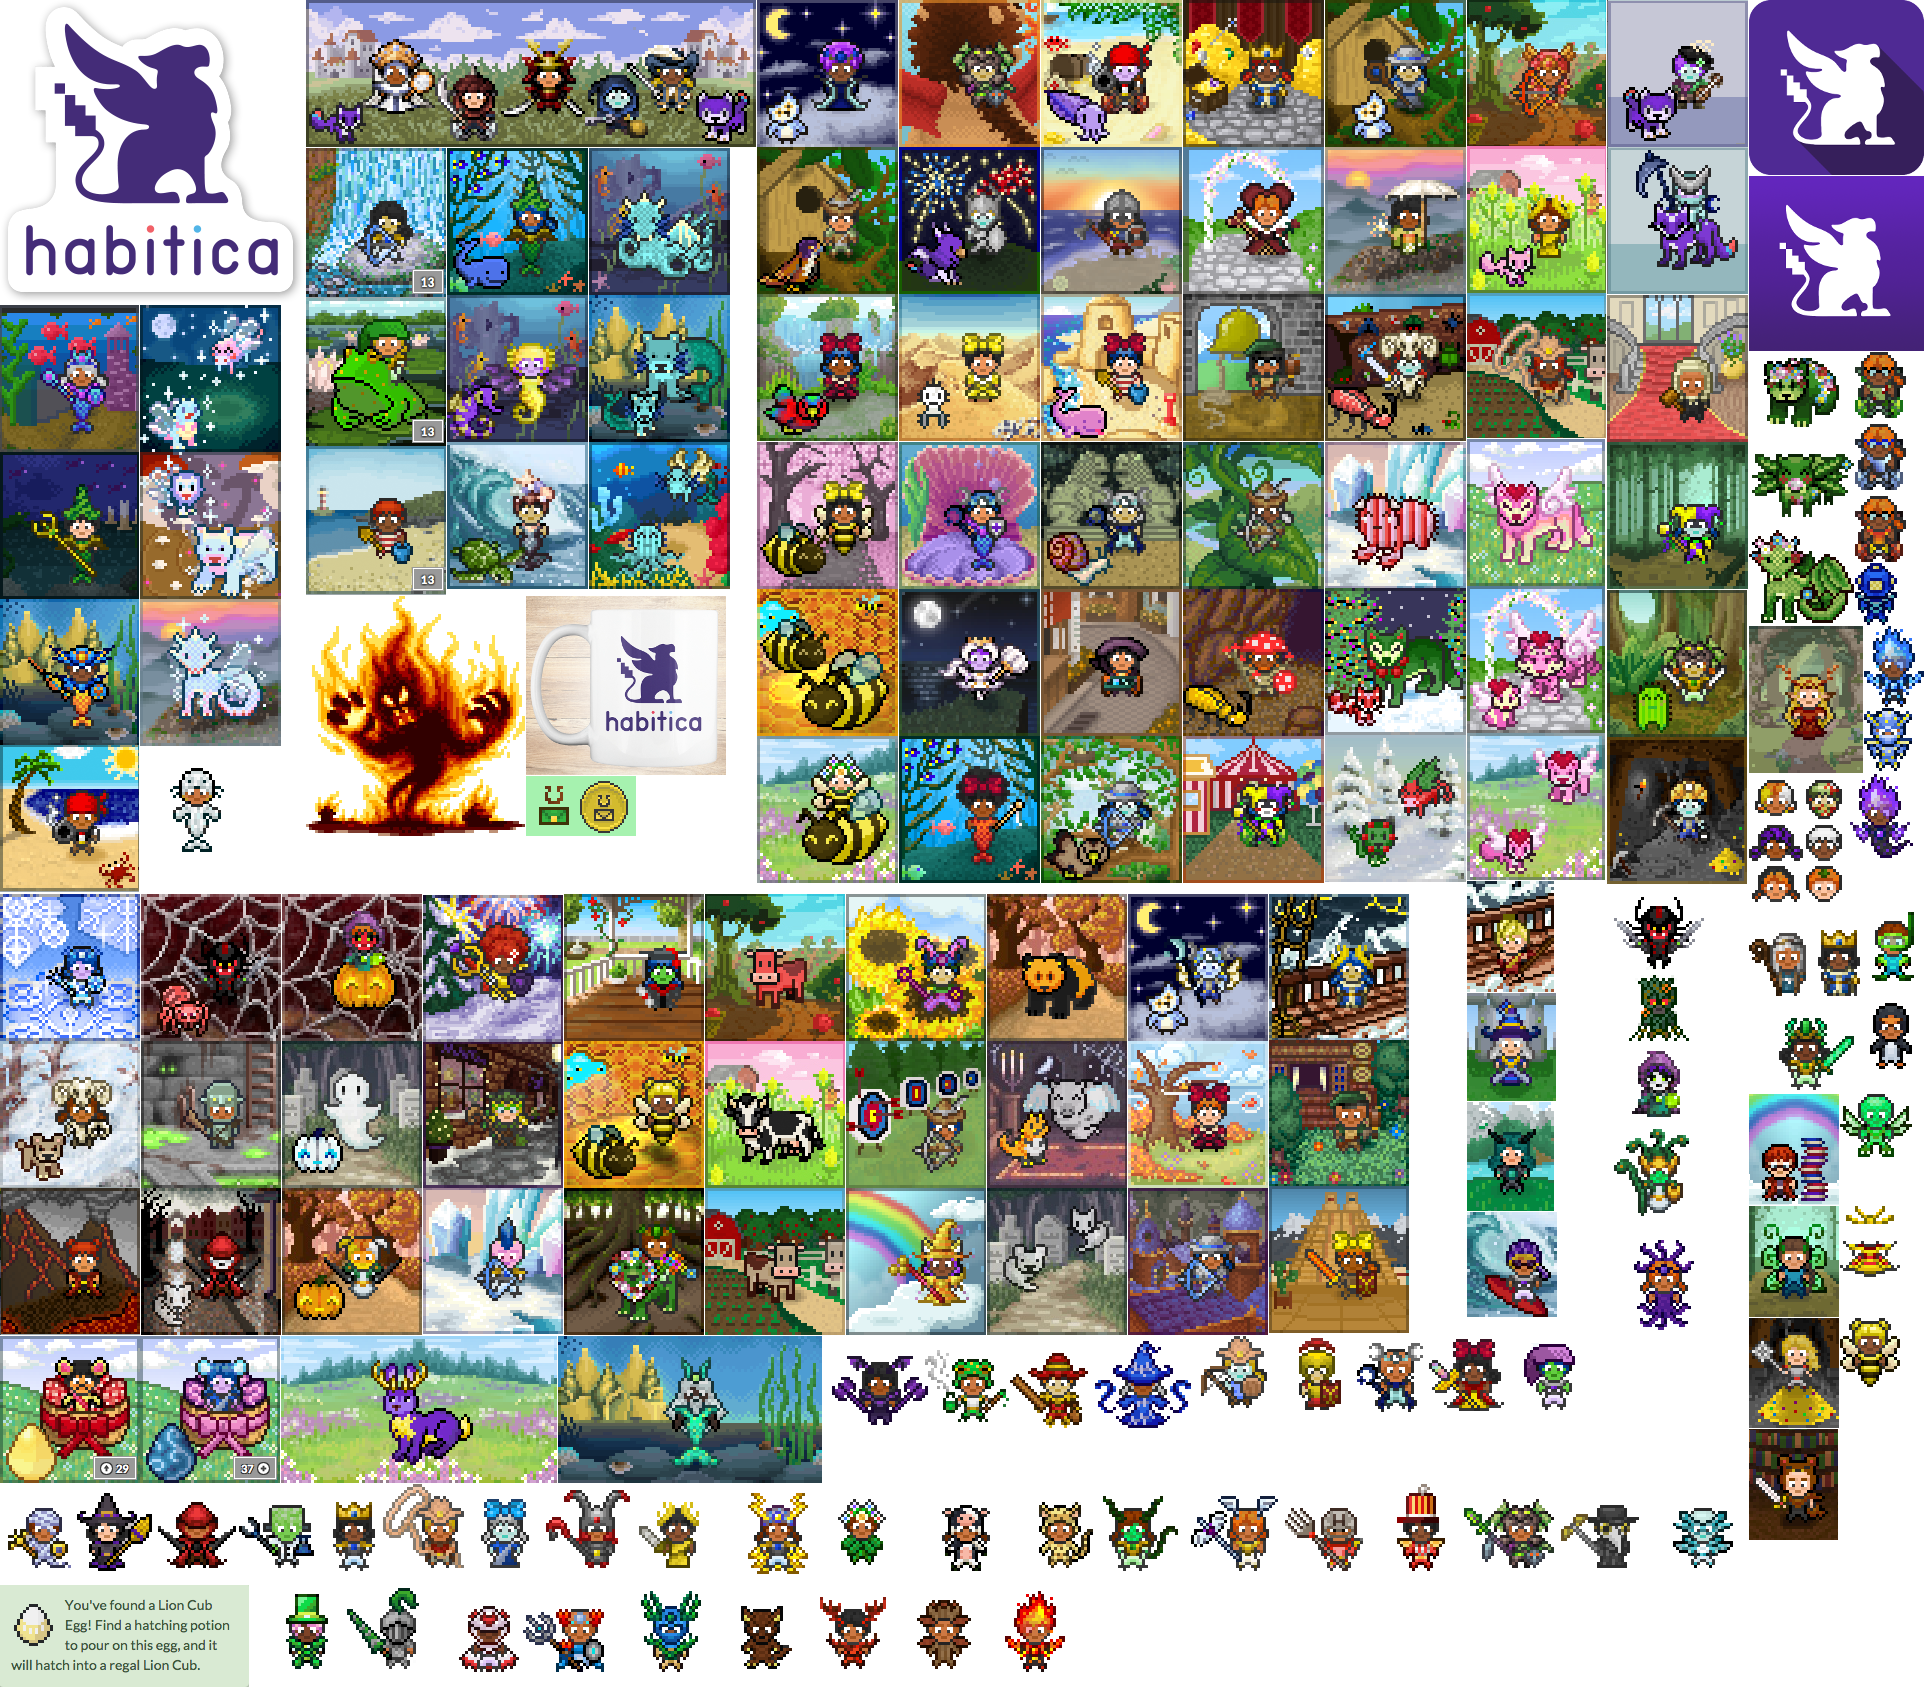 habitica
13
13
13
habitica
29
37
You've found a Lion Cub
Egg! Find a hatching potion
to pour on this egg, and it
will hatch into a regal Lion Cub.